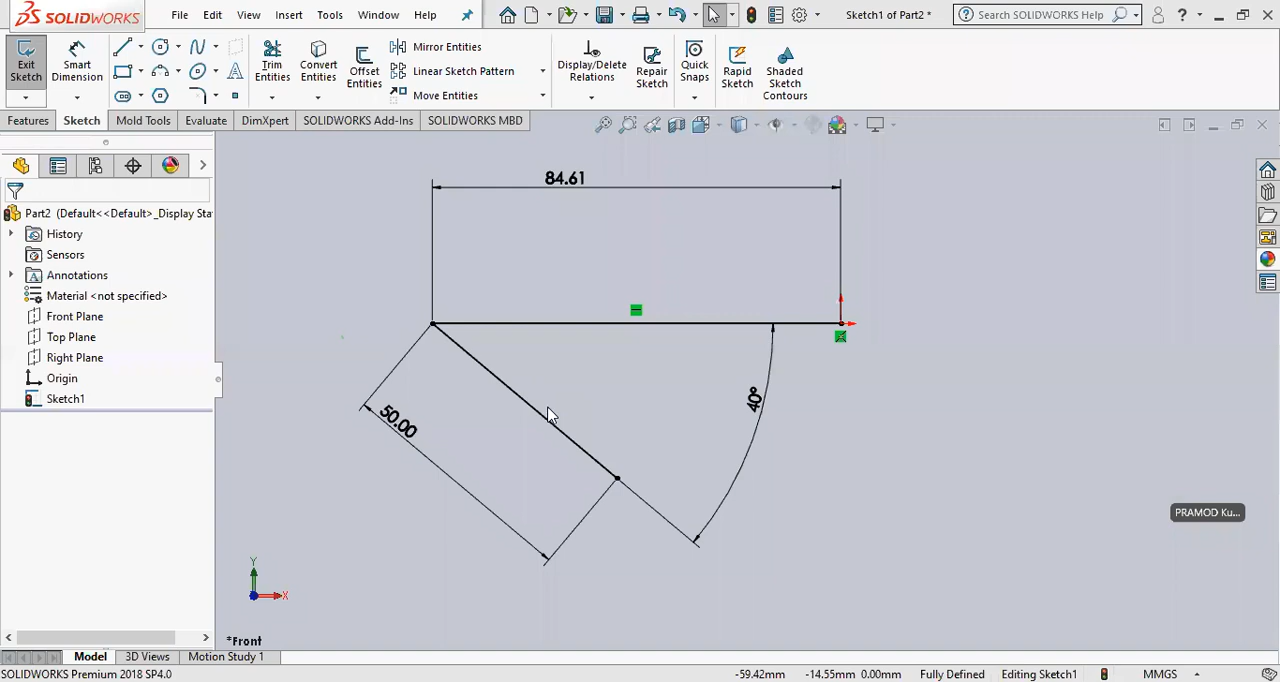 SOLIDWORKS
File
Edit
View
Insert
Tools
Window
Help
Sketch1 of Part2 *
Search SOLIDWORKS Help
?
Exit
Sketch
Smart
Dimension
Trim
Entities
Convert
Entities
Offset
Entities
Mirror Entities
Linear Sketch Pattern
Move Entities
Display/Delete
Relations
Repair
Sketch
Quick
Snaps
Rapid
Sketch
Shaded
Sketch
Contours
Features
Sketch
Mold Tools
Evaluate
DimXpert
SOLIDWORKS Add-Ins
SOLIDWORKS MBD
Part2 (Default<<Default>_Display Sta
History
Sensors
Annotations
Material <not specified>
Front Plane
Top Plane
Right Plane
Origin
Sketch1
84.61
50.00
40°
PRAMOD Ku...
Y
X
*Front
Model
3D Views
Motion Study 1
SOLIDWORKS Premium 2018 SP4.0
-59.42mm
-14.55mm 0.00mm
Fully Defined
Editing Sketch1
MMGS